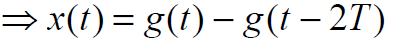 ⇒ x(t) = g(t) − g(t − 2T)